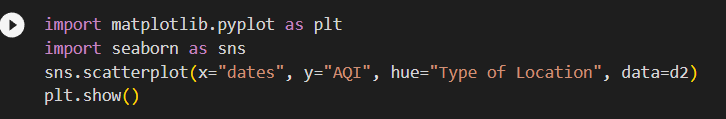 import matplotlib.pyplot as plt
import seaborn as sns
sns.scatterplot(x="dates", y="AQI", hue="Type of Location", data=d2)
plt.show()